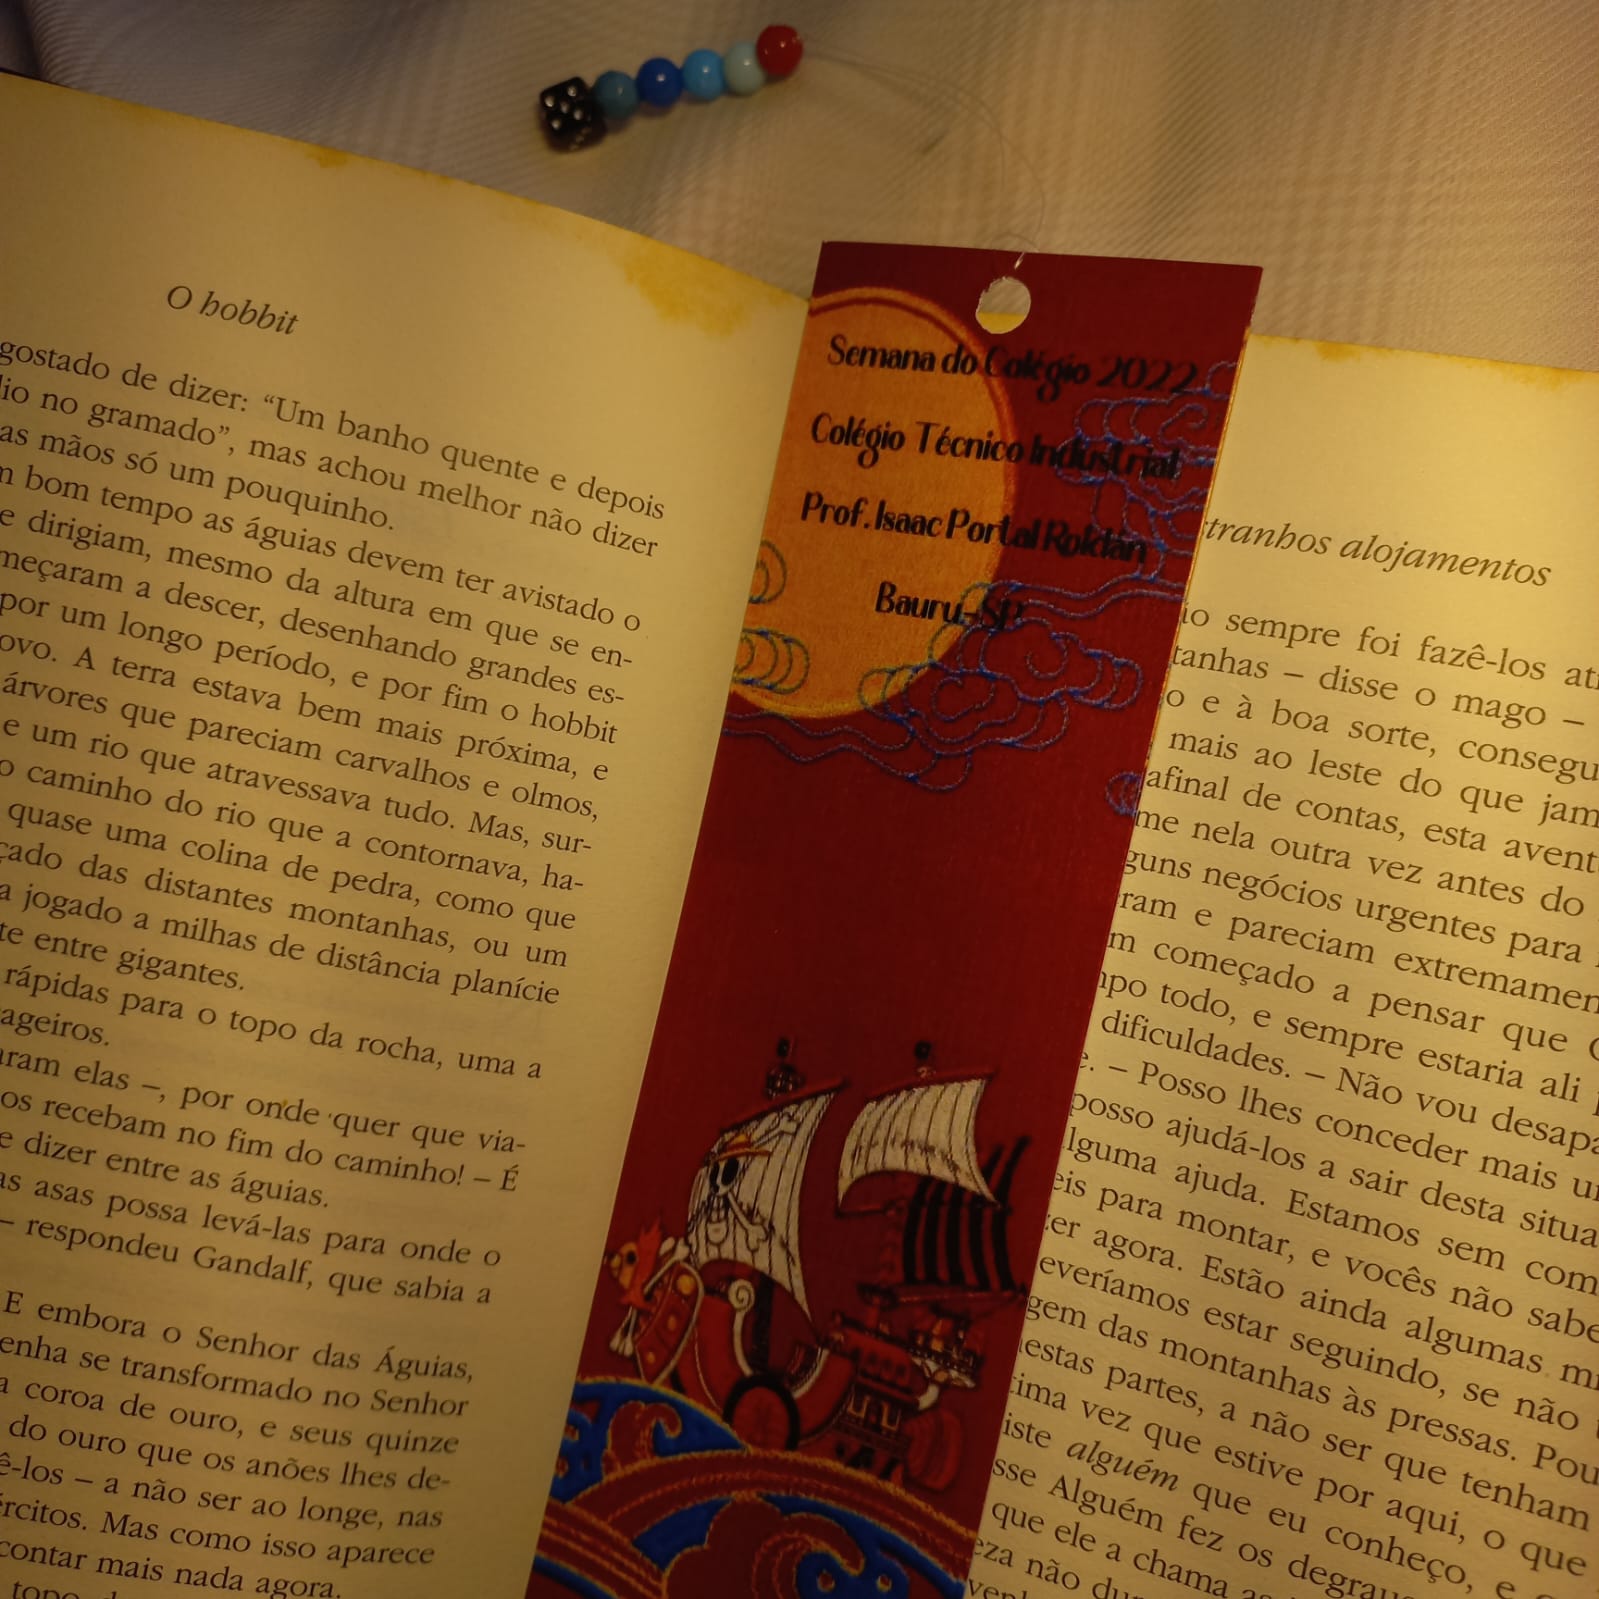 O hobbit
gostado de dizer: “Um banho quente e depois
no gramado”, mas achou melhor não dizer
as mãos só um pouquinho.
bom tempo as águias devem ter avistado o
e dirigiam, mesmo da altura em que se en-
meçaram a descer, desenhando grandes es-
por um longo período, e por fim o hobbit
ovo. A terra estava bem mais próxima, e
árvores que pareciam carvalhos e olmos,
e um rio que atravessava tudo. Mas, sur-
o caminho do rio que a contornava, ha-
quase uma colina de pedra, como que
çado das distantes montanhas, ou um
a jogado a milhas de distância planície
te entre gigantes.
rápidas para o topo da rocha, uma a
ageiros.
aram elas –, por onde quer que via-
os recebam no fim do caminho! – É
e dizer entre as águias.
as asas possa levá-las para onde o
– respondeu Gandalf, que sabia a
E embora o Senhor das Águias,
enha se transformado no Senhor
a coroa de ouro, e seus quinze
do ouro que os anões lhes de-
ê-los – a não ser ao longe, nas
ércitos. Mas como isso aparece
contar mais nada agora.
topo
Semana do Colégio 2022
Colégio Técnico Industrial
Prof. Isaac Portal Roldán
Bauru-SP
stranhos alojamentos
io sempre foi fazê-los
tanhas – disse o mago –
o e à boa sorte, consegu
mais ao leste do que jam
afinal de contas, esta avent
me nela outra vez antes do
guns negócios urgentes para
ram e pareciam extremamen
m começado a pensar que
mpo todo, e sempre estaria ali
dificuldades. – Não vou desapa
e. – Posso lhes conceder mais
posso ajudá-los a sair desta situa
lguma ajuda. Estamos sem com
eis para montar, e vocês não sabe
er agora. Estão ainda algumas
everíamos estar seguindo, se não
gem das montanhas às pressas. Pou
nestas partes, a não ser que tenham
tima vez que estive por aqui, o que
iste alguém que eu conheço, e
sse Alguém fez os degraus
que ele a chama
eza não